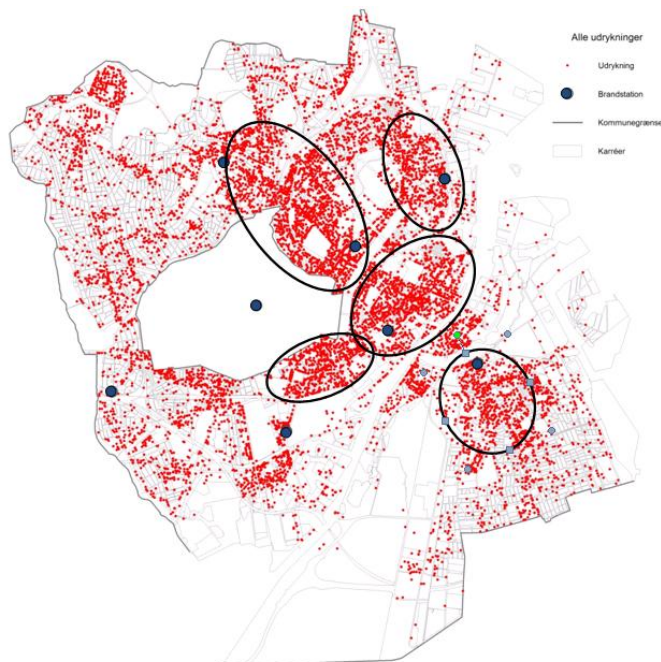 Alle udrykninger
Udrykning
Brandstation
Kommunegrænse
Karréer